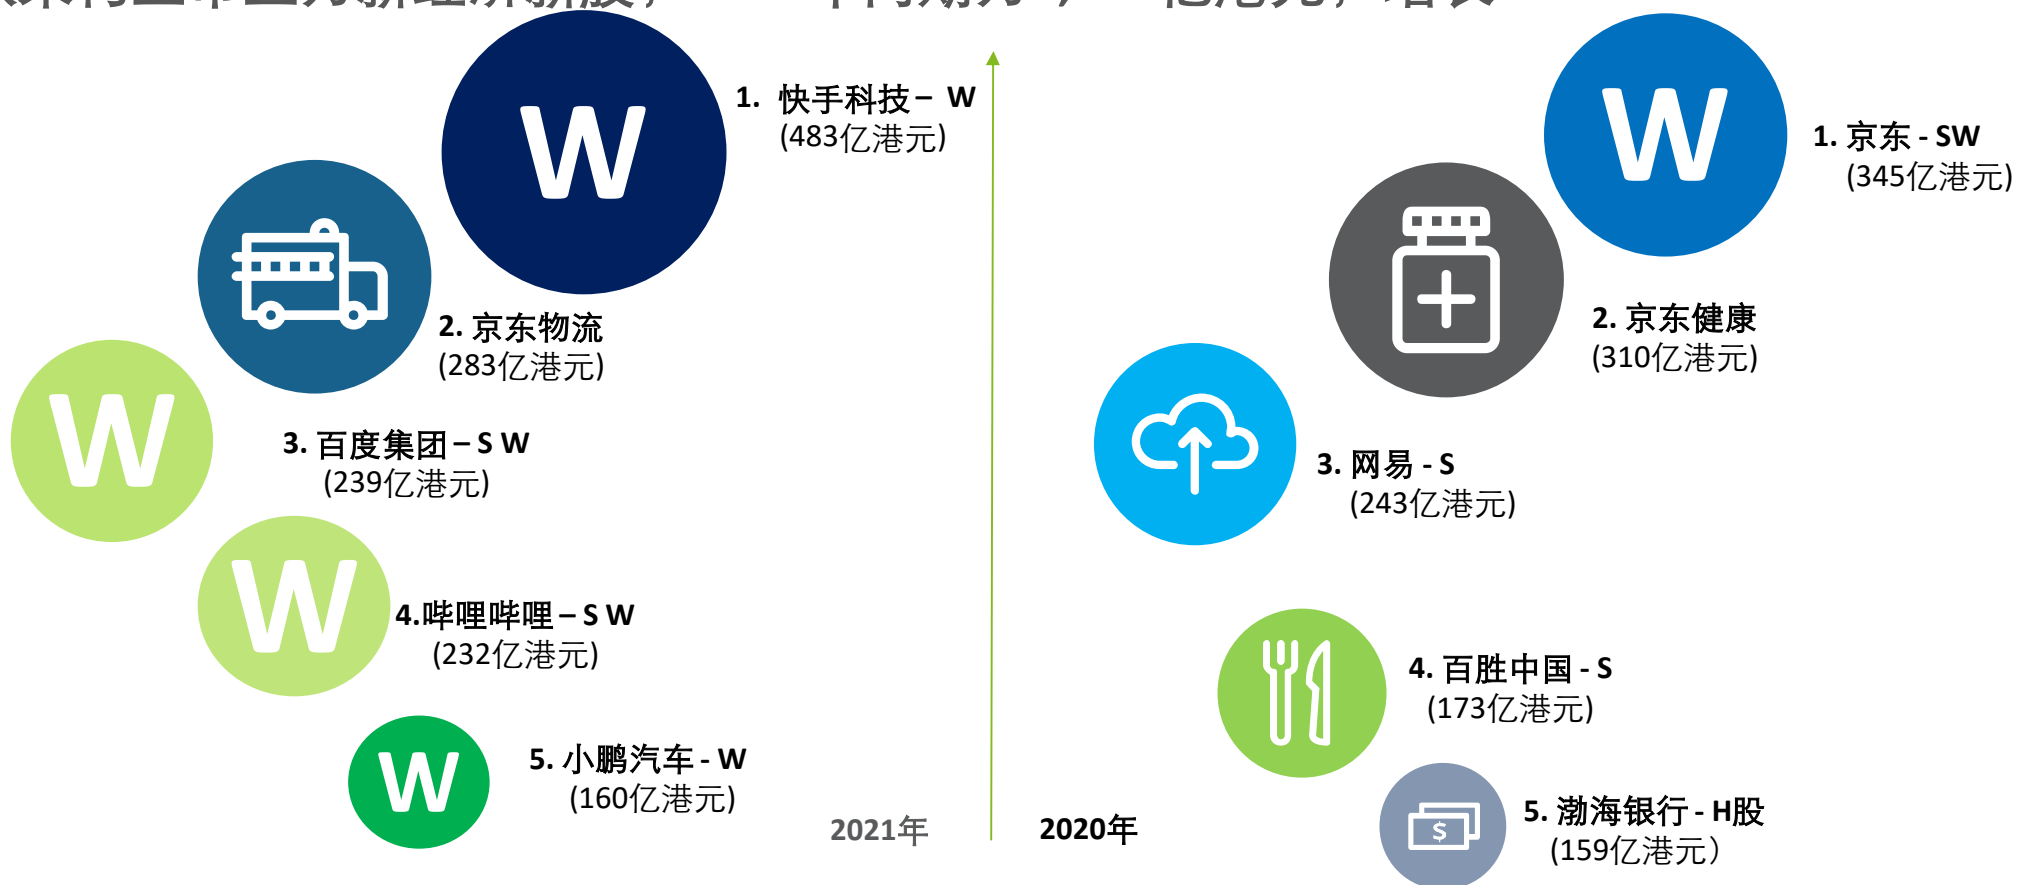 W
1. 快手科技 – W
(483亿港元)
2. 京东物流
(283亿港元)
W
3. 百度集团 – S W
(239亿港元)
W
4.哔哩哔哩 – S W
(232亿港元)
W
5. 小鹏汽车 - W
(160亿港元)
2021年
2020年
W
1. 京东 - SW
(345亿港元)
2. 京东健康
(310亿港元)
3. 网易 - S
(243亿港元)
4. 百胜中国 - S
(173亿港元)
$
5. 渤海银行 - H股
(159亿港元）